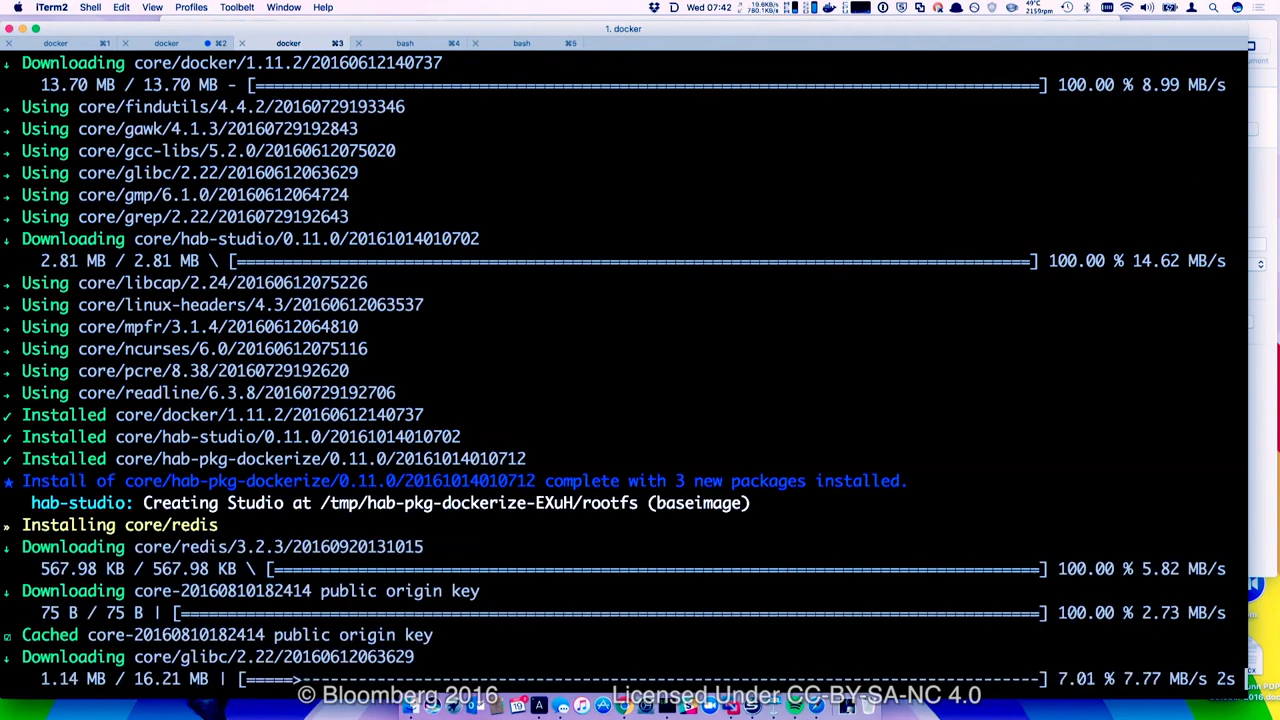 iTerm2 Shell Edit View Profiles Toolbelt Window Help 19.6KB/s 780.1KB/s 49°C 2159rpm Wed 07:42
1. docker
docker ⌘1 docker ⌘2 docker ⌘3 bash ⌘4 bash ⌘5
↓ Downloading core/docker/1.11.2/20160612140737
13.70 MB / 13.70 MB - [=====================================================================================] 100.00 % 8.99 MB/s
→ Using core/findutils/4.4.2/20160729193346
→ Using core/gawk/4.1.3/20160729192843
→ Using core/gcc-libs/5.2.0/20160612075020
→ Using core/glibc/2.22/20160612063629
→ Using core/gmp/6.1.0/20160612064724
→ Using core/grep/2.22/20160729192643
↓ Downloading core/hab-studio/0.11.0/20161014010702
2.81 MB / 2.81 MB \ [======================================================================================] 100.00 % 14.62 MB/s
→ Using core/libcap/2.24/20160612075226
→ Using core/linux-headers/4.3/20160612063537
→ Using core/mpfr/3.1.4/20160612064810
→ Using core/ncurses/6.0/20160612075116
→ Using core/pcre/8.38/20160729192620
→ Using core/readline/6.3.8/20160729192706
✓ Installed core/docker/1.11.2/20160612140737
✓ Installed core/hab-studio/0.11.0/20161014010702
✓ Installed core/hab-pkg-dockerize/0.11.0/20161014010712
★ Install of core/hab-pkg-dockerize/0.11.0/20161014010712 complete with 3 new packages installed.
hab-studio: Creating Studio at /tmp/hab-pkg-dockerize-EXuH/rootfs (baseimage)
» Installing core/redis
↓ Downloading core/redis/3.2.3/20160920131015
567.98 KB / 567.98 KB \ [===================================================================================] 100.00 % 5.82 MB/s
↓ Downloading core-20160810182414 public origin key
75 B / 75 B | [=============================================================================================] 100.00 % 2.73 MB/s
☑ Cached core-20160810182414 public origin key
↓ Downloading core/glibc/2.22/20160612063629
1.14 MB / 16.21 MB | [=====>--------------------------------------------------------------------------------] 7.01 % 7.77 MB/s 2s
© Bloomberg 2016 Licensed Under CC-BY-SA-NC 4.0